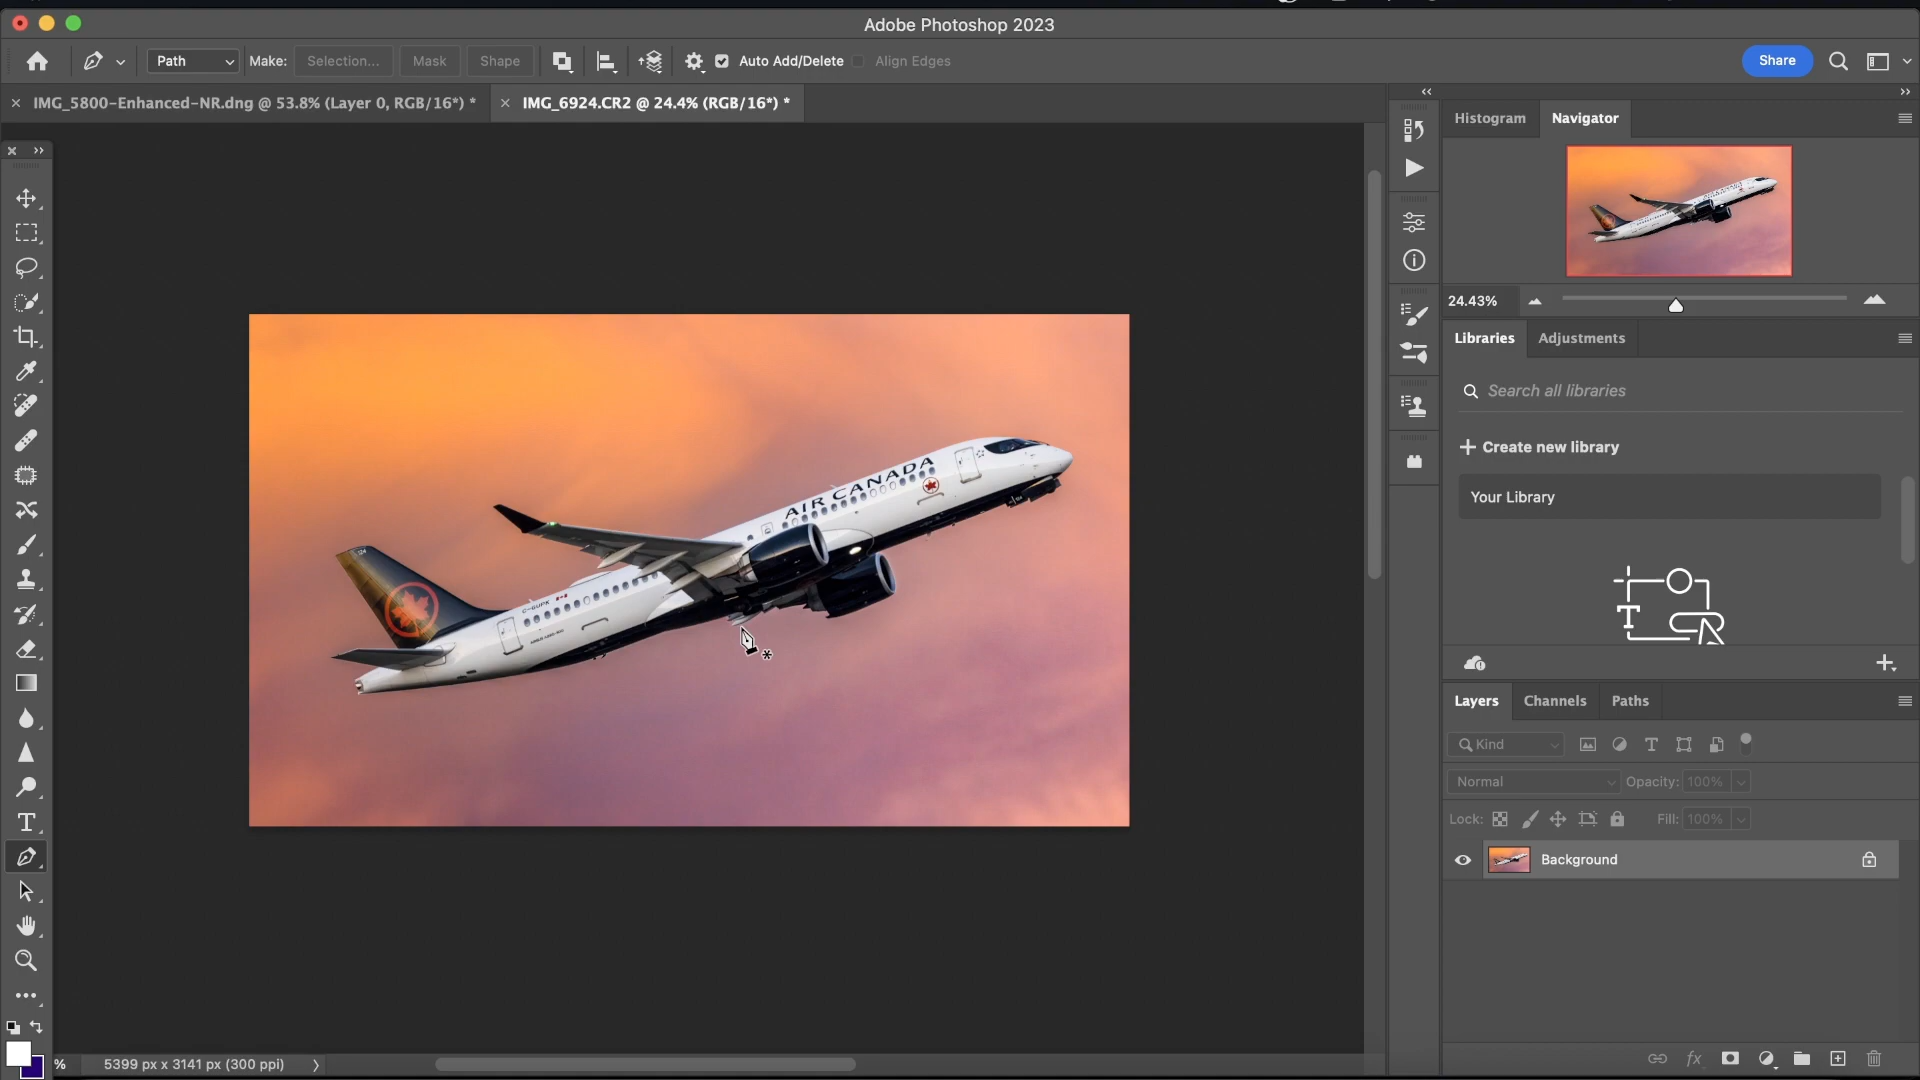 Adobe Photoshop 2023
Path
Make:
Selection...
Mask
Shape
Auto Add/Delete
Align Edges
Share
IMG_5800-Enhanced-NR.dng @ 53.8% (Layer 0, RGB/16*) *
IMG_6924.CR2 @ 24.4% (RGB/16*) *
Histogram
Navigator
24.43%
Libraries
Adjustments
Search all libraries
Create new library
Your Library
AIR CANADA
C-GUPK
Layers
Channels
Paths
Kind
Normal
Opacity:
100%
Lock:
Fill:
100%
Background
fx
%
5399 px x 3141 px (300 ppi)